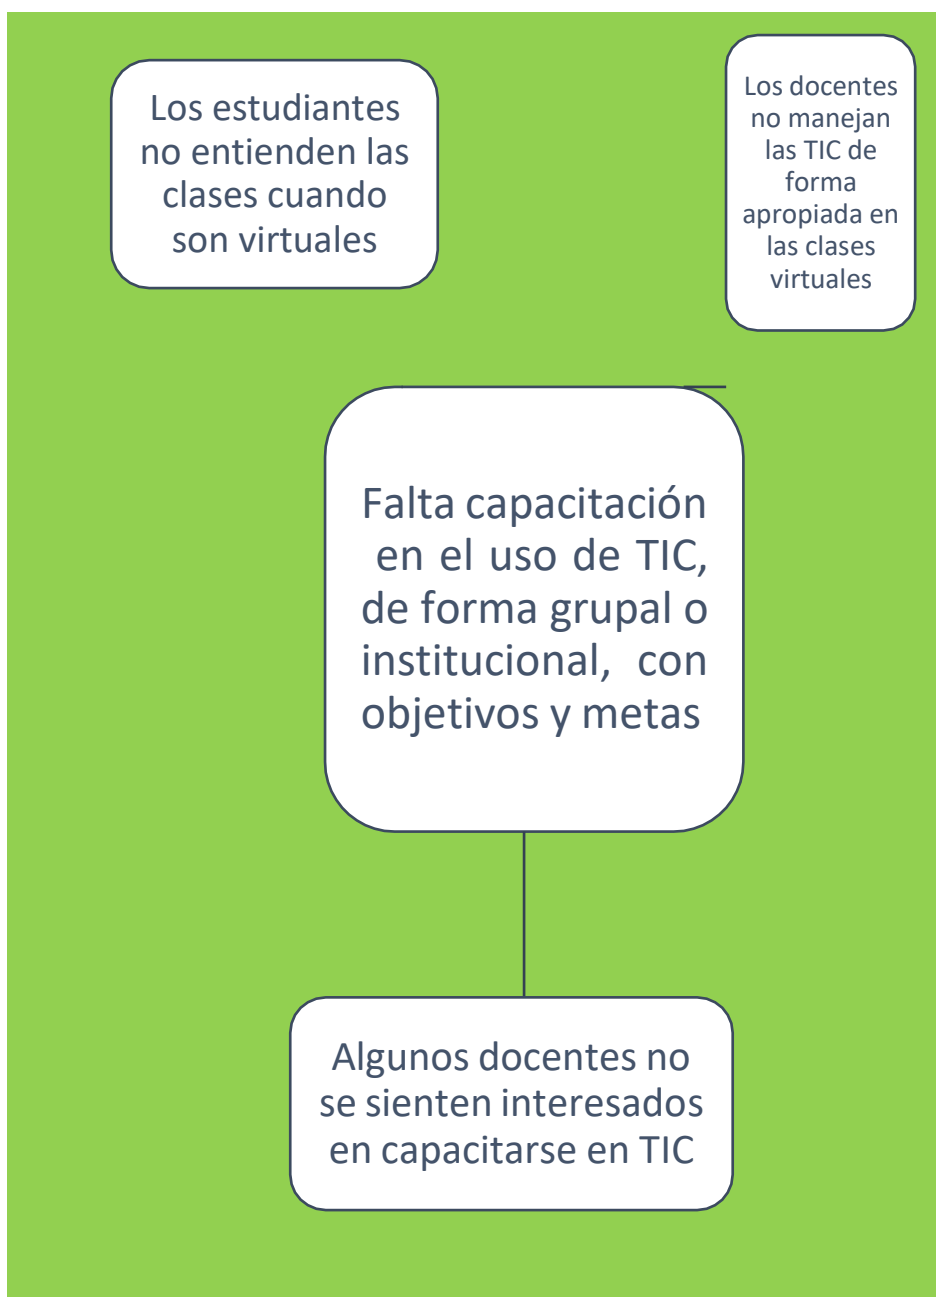 Los estudiantes
no entienden las
clases cuando
son virtuales
Los docentes
no manejan
las TIC de
forma
apropiada en
las clases
virtuales
Falta capacitación
en el uso de TIC,
de forma grupal o
institucional, con
objetivos y metas
Algunos docentes no
se sienten interesados
en capacitarse en TIC